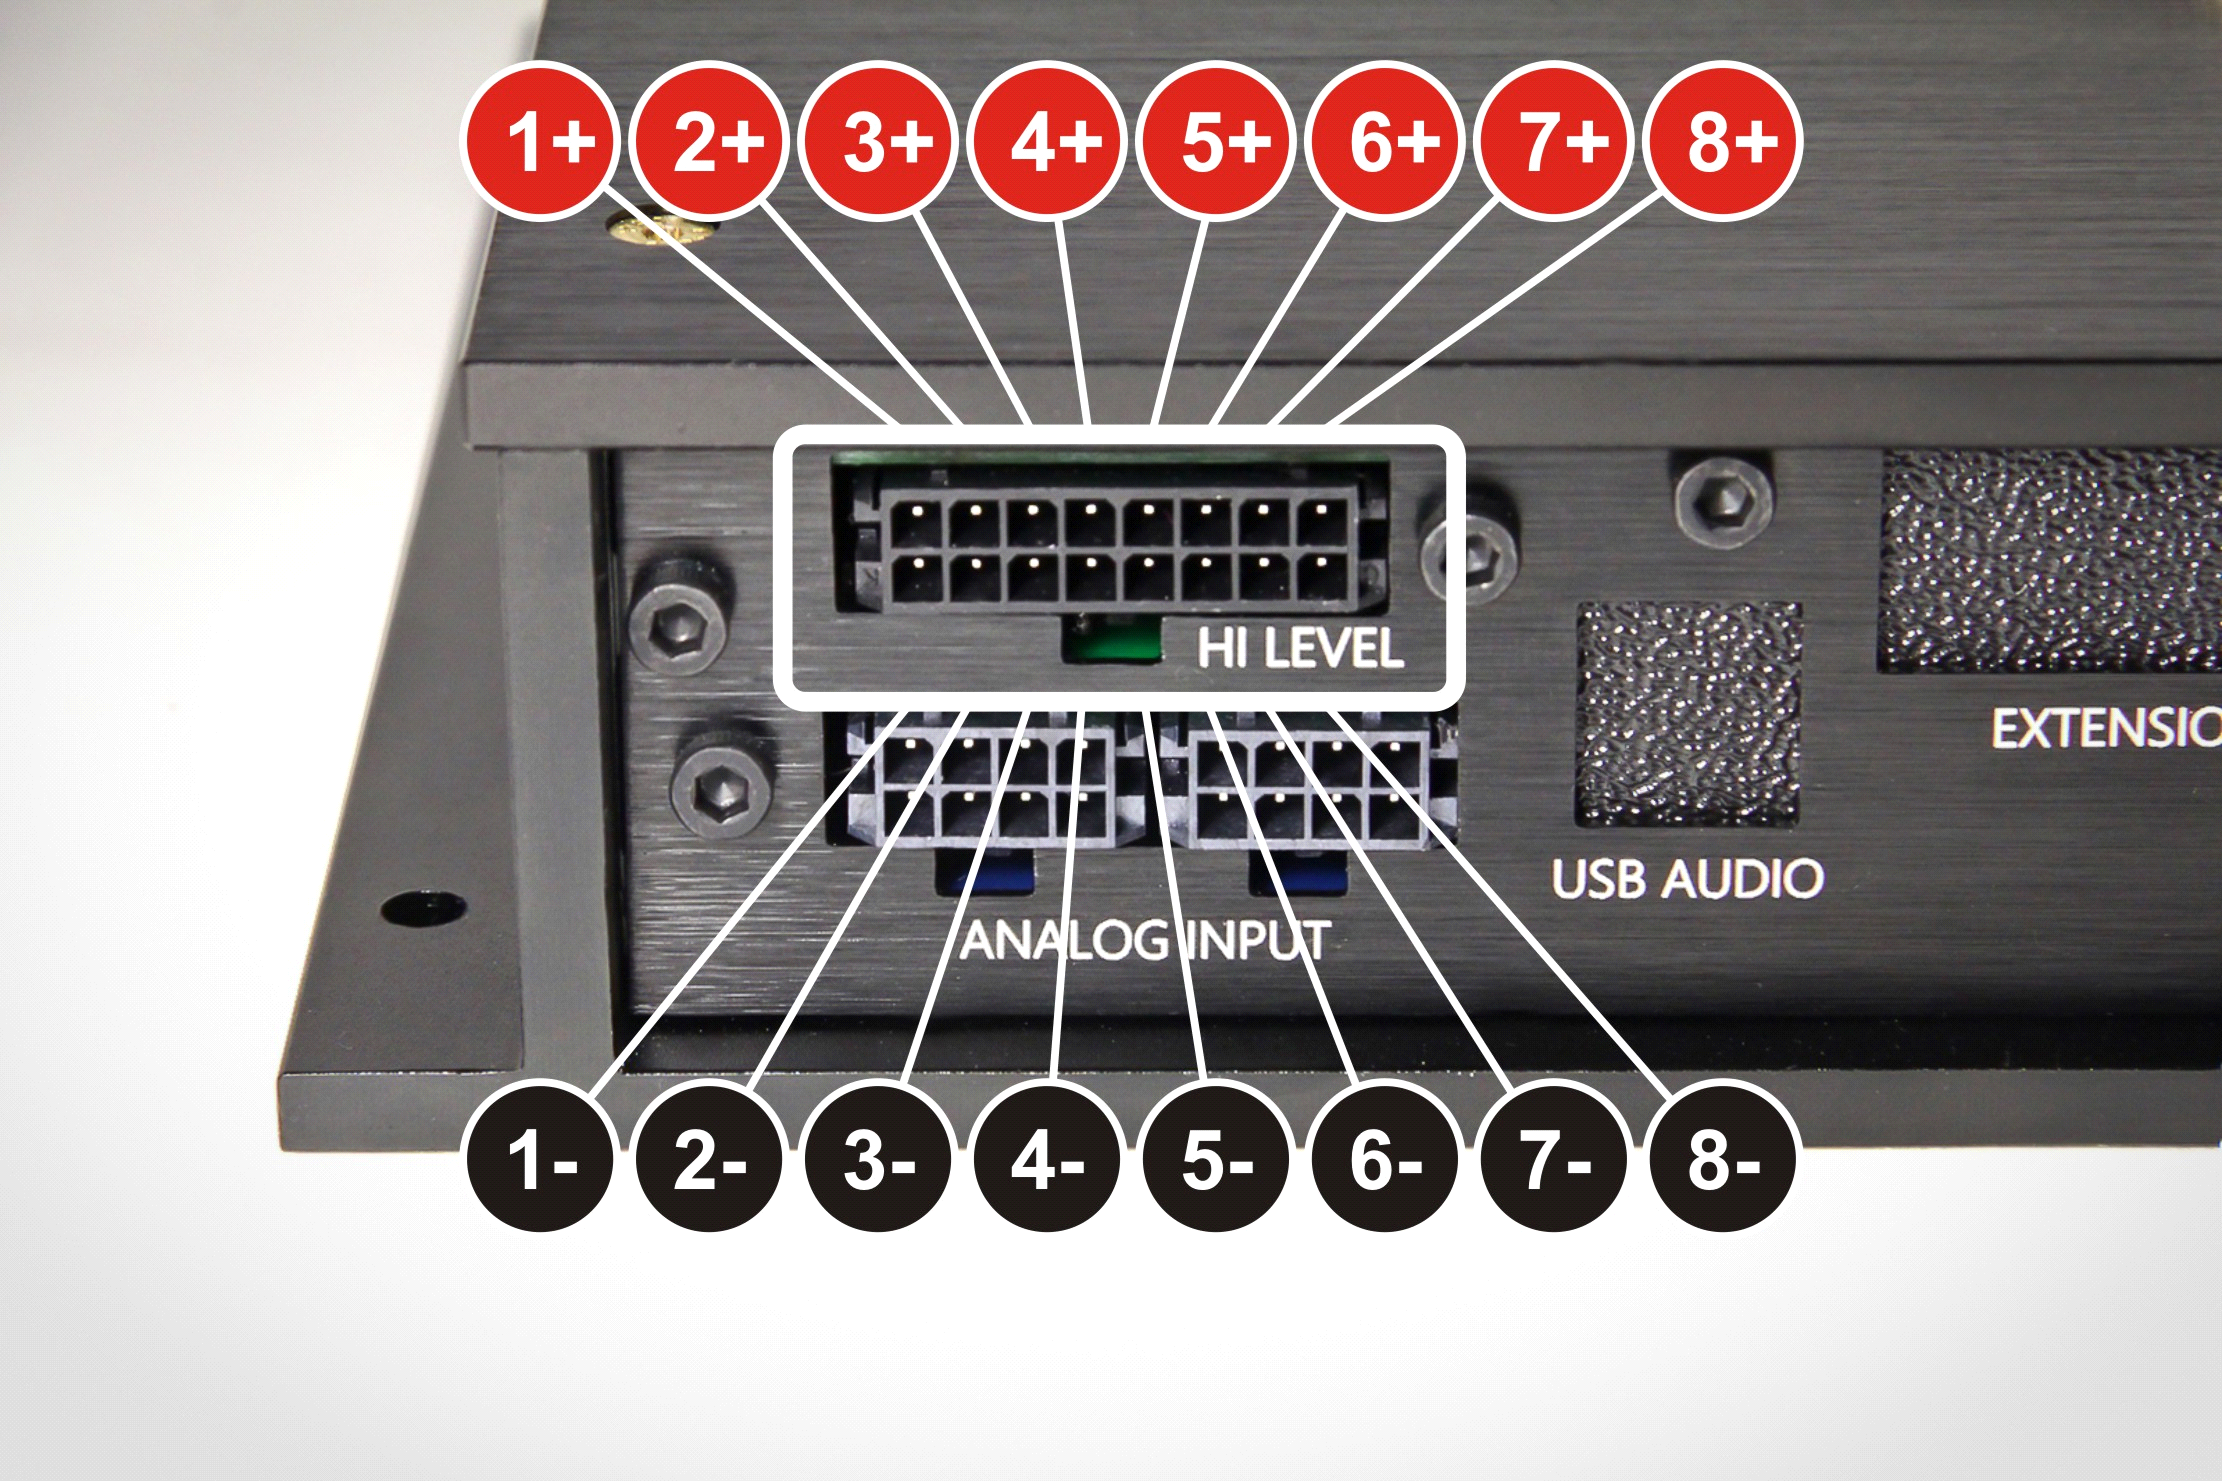 1+ 2+ 3+ 4+ 5+ 6+ 7+ 8+
HI LEVEL
EXTENSIO
USB AUDIO
ANALOG INPUT
1- 2- 3- 4- 5- 6- 7- 8-